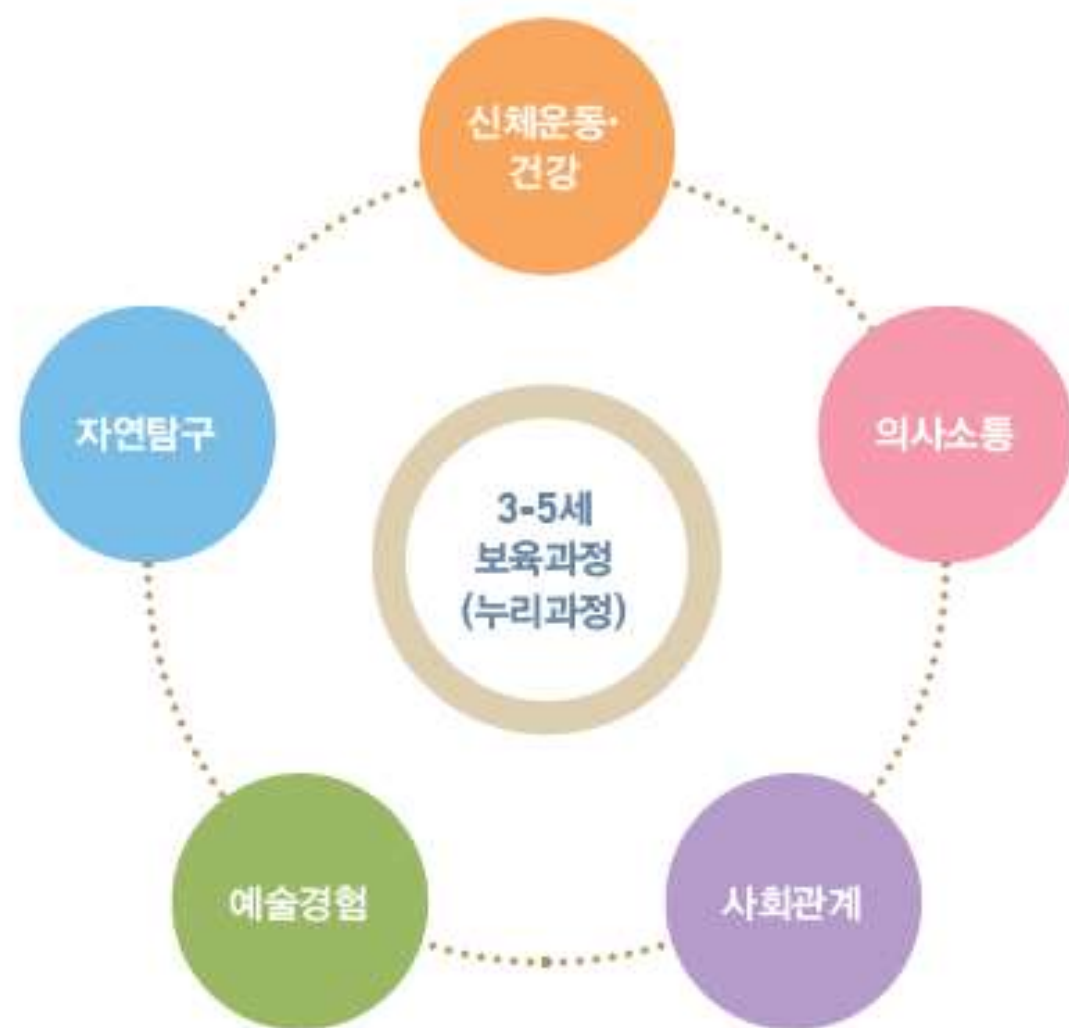 신체운동·
건강
자연탐구
의사소통
3-5세
보육과정
(누리과정)
예술경험
사회관계